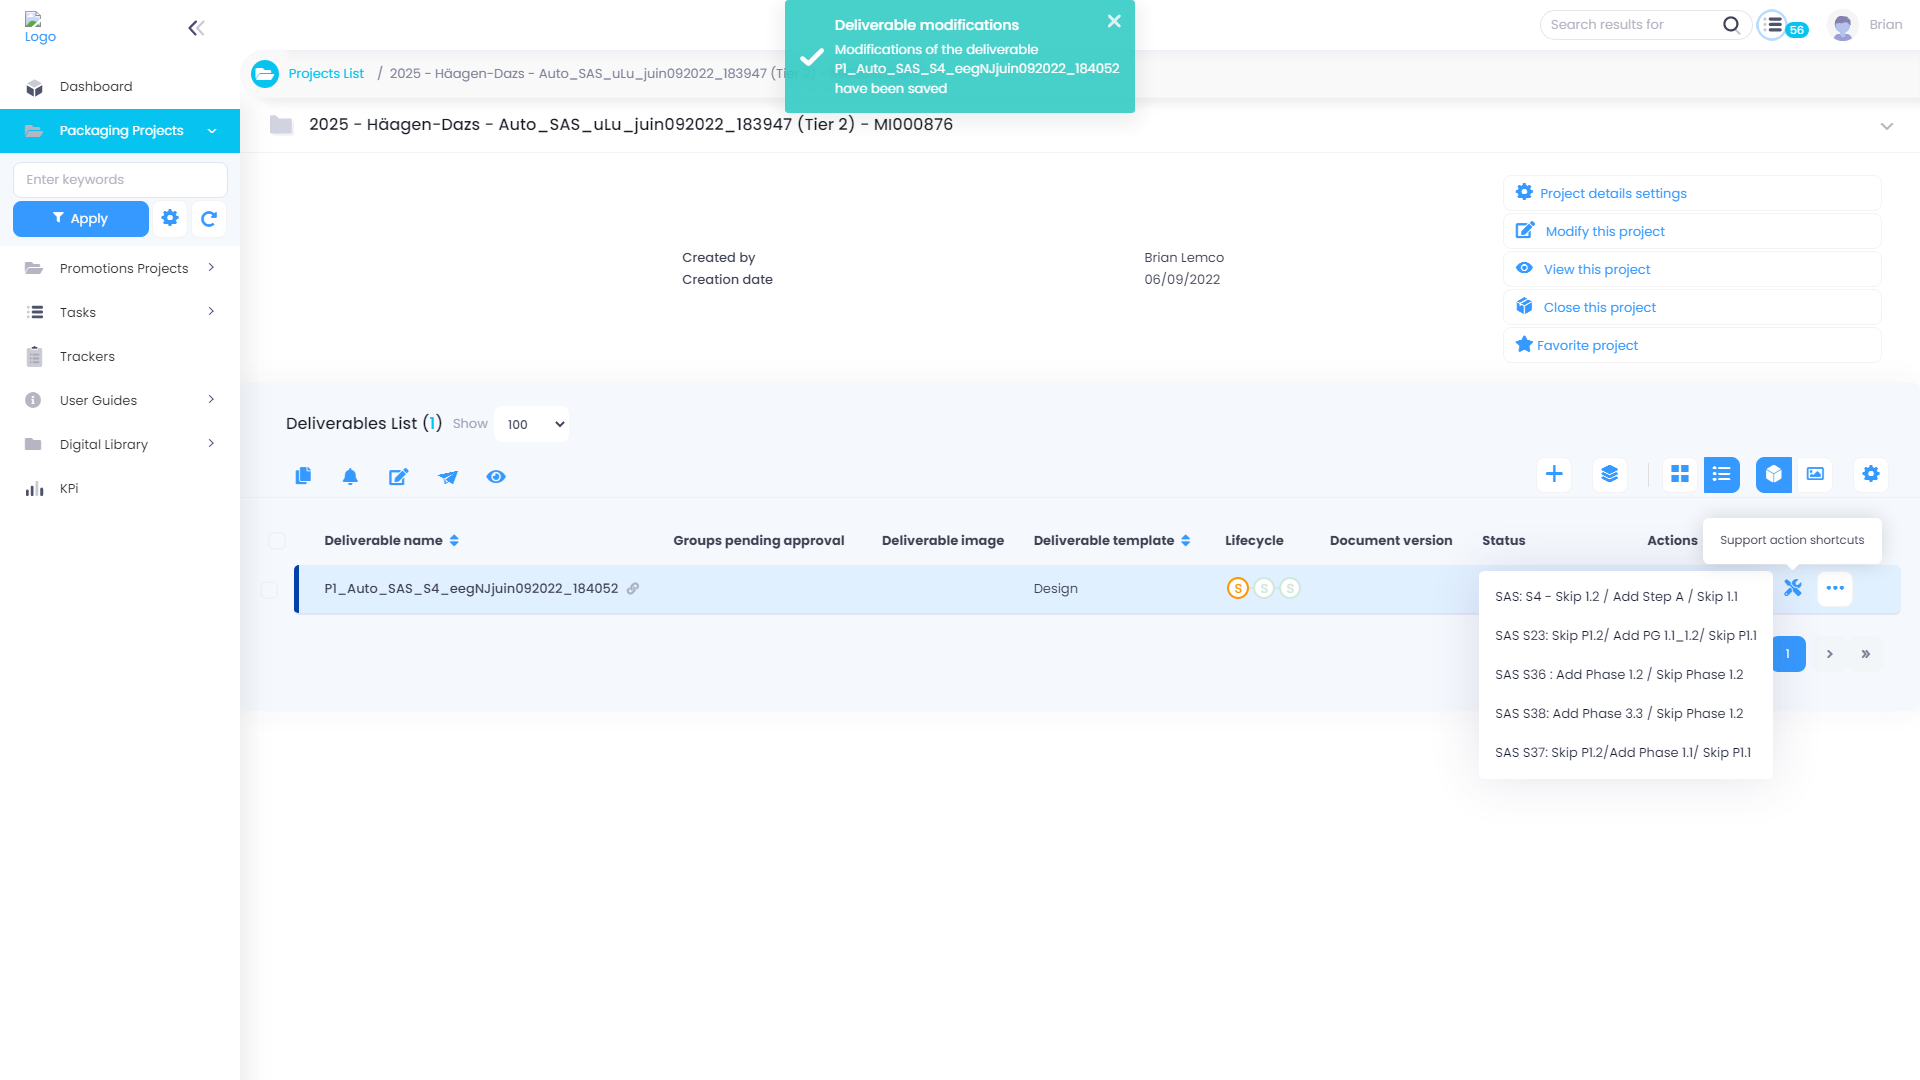 Logo
Deliverable modifications
Modifications of the deliverable
P1_Auto_SAS_S4_eegNJjuin092022_184052
have been saved
Search results for
56
Brian
Projects List / 2025 - Häagen-Dazs - Auto_SAS_uLu_juin092022_183947 (Tier 2)
2025 - Häagen-Dazs - Auto_SAS_uLu_juin092022_183947 (Tier 2) - MI000876
Dashboard
Packaging Projects
Enter keywords
Apply
Promotions Projects
Tasks
Trackers
User Guides
Digital Library
KPi
Created by Brian Lemco
Creation date 06/09/2022
Project details settings
Modify this project
View this project
Close this project
Favorite project
Deliverables List (1) Show 100
Deliverable name Groups pending approval Deliverable image Deliverable template Lifecycle Document version Status Actions
Support action shortcuts
P1_Auto_SAS_S4_eegNJjuin092022_184052 Design S S S
SAS: S4 - Skip 1.2 / Add Step A / Skip 1.1
SAS S23: Skip P1.2/ Add PG 1.1_1.2/ Skip P1.1
SAS S36 : Add Phase 1.2 / Skip Phase 1.2
SAS S38: Add Phase 3.3 / Skip Phase 1.2
SAS S37: Skip P1.2/Add Phase 1.1/ Skip P1.1
1 › »